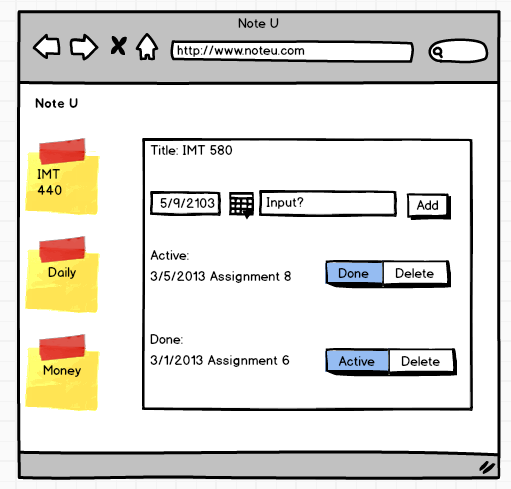 Note U
http://www.noteu.com
Note U
IMT
440
Daily
Money
Title: IMT 580
5/9/2103
Input?
Add
Active:
3/5/2013 Assignment 8
Done
Delete
Done:
3/1/2013 Assignment 6
Active
Delete